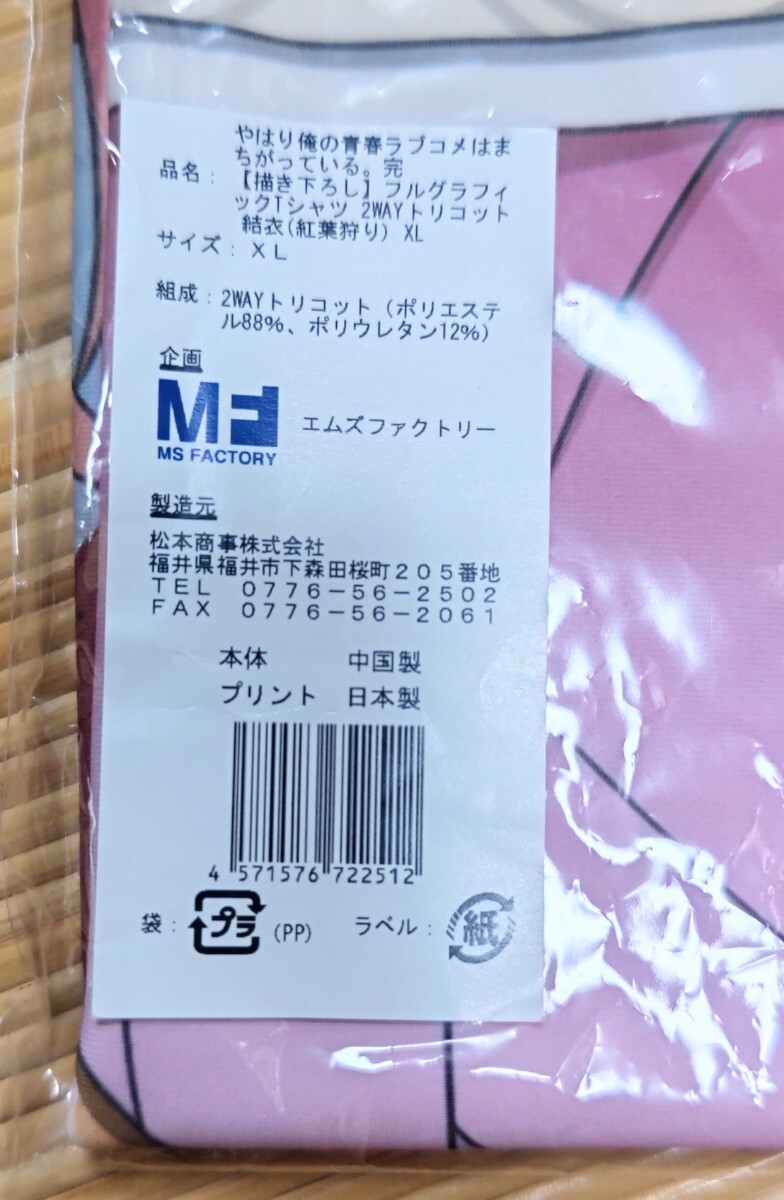 品名：
やはり俺の青春ラブコメはま
ちがっている。完
【描き下ろし】フルグラフィ
ックTシャツ 2WAYトリコット
結衣(紅葉狩り) XL
サイズ：ＸＬ
組成：2WAYトリコット（ポリエステ
ル88%、ポリウレタン12%）
企画
MF
MS FACTORY
エムズファクトリー
製造元
松本商事株式会社
福井県福井市下森田桜町２０５番地
ＴＥＬ　０７７６－５６－２５０２
ＦＡＸ　０７７６－５６－２０６１
本体　中国製
プリント　日本製
4 571576 722512
袋：プラ(PP)　ラベル：紙